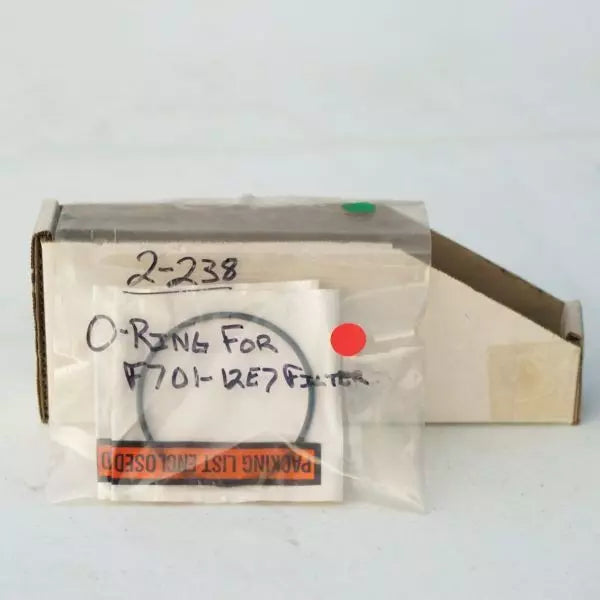 2-238
O-RING FOR
F701-12E7 FILTER
PACKING LIST ENCLOSED